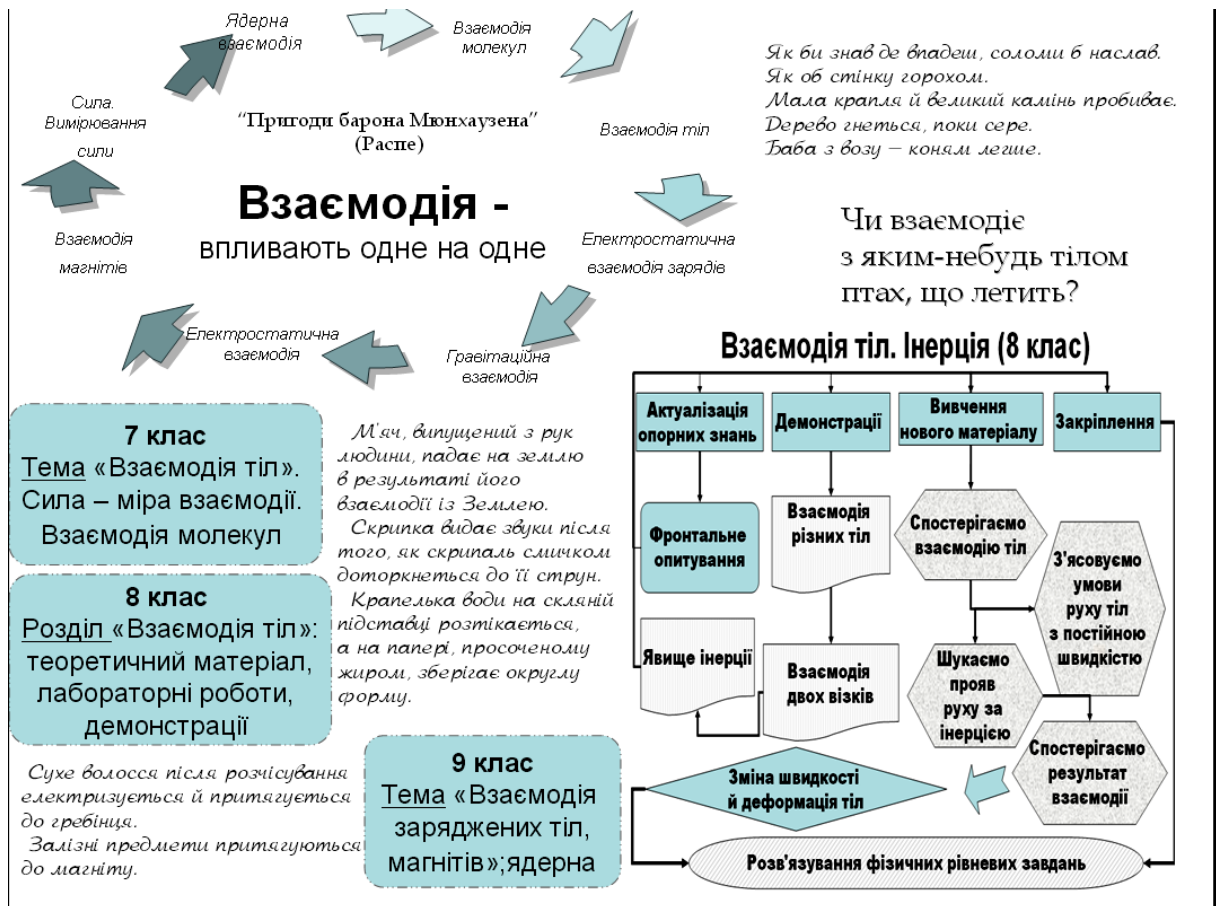 Ядерна
взаємодія
Взаємодія
молекул
Сила.
Вимірювання
сили
"Пригоди барона Мюнхаузена"
(Распе)
Взаємодія тіл
Взаємодія -
впливають одне на одне
Взаємодія
магнітів
Електростатична
взаємодія зарядів
Електростатична
взаємодія
Гравітаційна
взаємодія
Як би знав де впадеш, соломи б наслав.
Як об стінку горохом.
Мала крапля й великий камінь пробиває.
Дерево гнеться, поки сере.
Баба з возу – коням легше.
Чи взаємодіє
з яким-небудь тілом
птах, що летить?
7 клас
Тема «Взаємодія тіл».
Сила – міра взаємодії.
Взаємодія молекул
8 клас
Розділ «Взаємодія тіл»:
теоретичний матеріал,
лабораторні роботи,
демонстрації
М'яч, випущений з рук
людини, падає на землю
в результаті його
взаємодії із Землею.
Скрипка видає звуки після
того, як скрипаль смичком
доторкнеться до її струн.
Крапелька води на скляній
підставці розтікається,
а на папері, просоченому
жиром, зберігає округлу
форму.
Сухе волосся після розчісування
електризується й притягується
до гребінця.
Залізні предмети притягуються
до магніту.
9 клас
Тема «Взаємодія
заряджених тіл,
магнітів»;ядерна
Взаємодія тіл. Інерція (8 клас)
Актуалізація
опорних знань
Демонстрації
Вивчення
нового матеріалу
Закріплення
Фронтальне
опитування
Взаємодія
різних тіл
Спостерігаємо
взаємодію тіл
З'ясовуємо
умови
руху тіл
з постійною
швидкістю
Явище інерції
Взаємодія
двох візків
Шукаємо
прояв
руху за
інерцією
Спостерігаємо
результат
взаємодії
Зміна швидкості
й деформація тіл
Розв'язування фізичних рівневих завдань